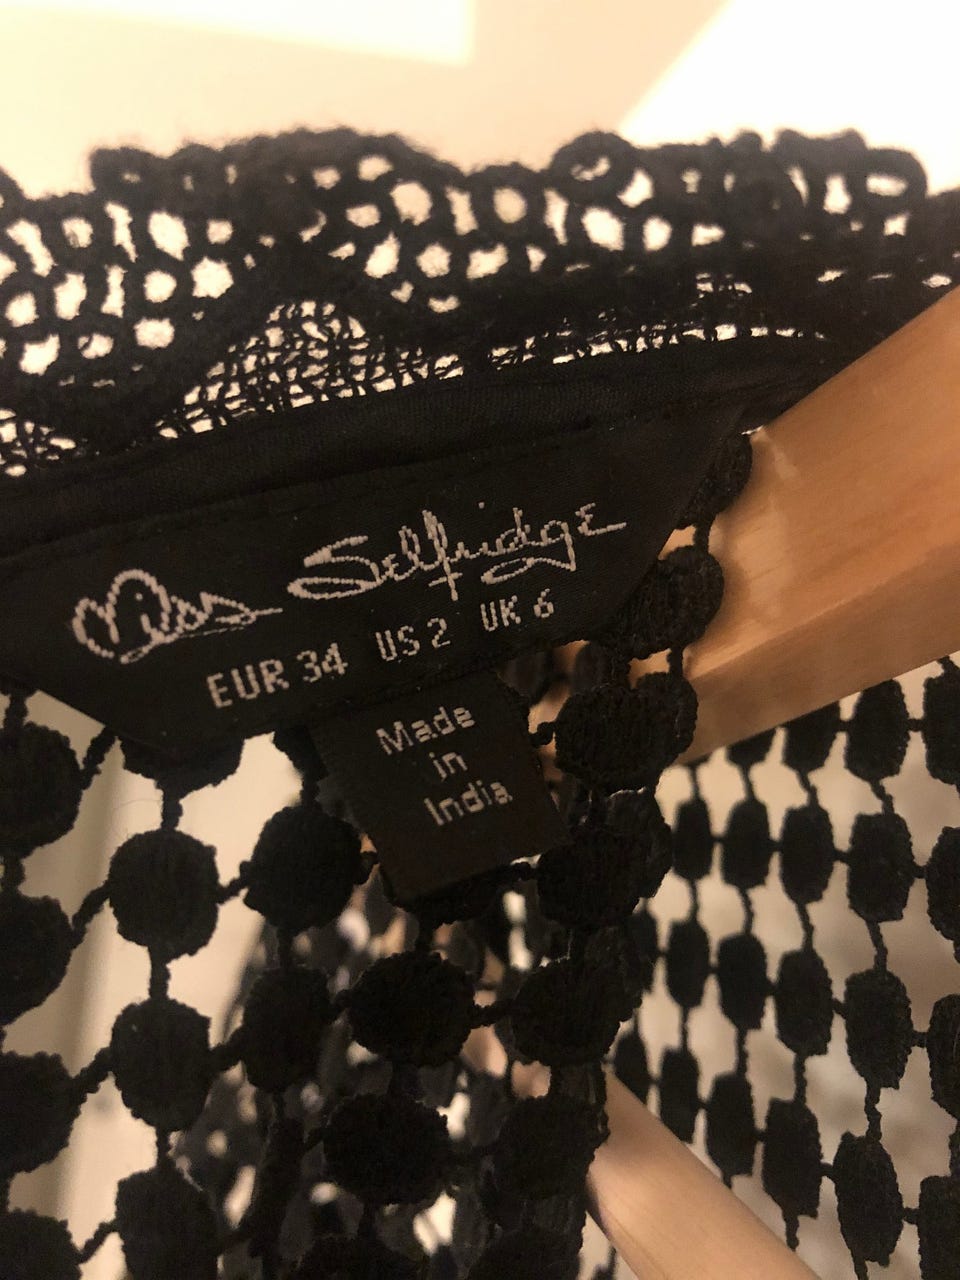 Miss Selfridge
EUR 34 US 2 UK 6
Made
in
India